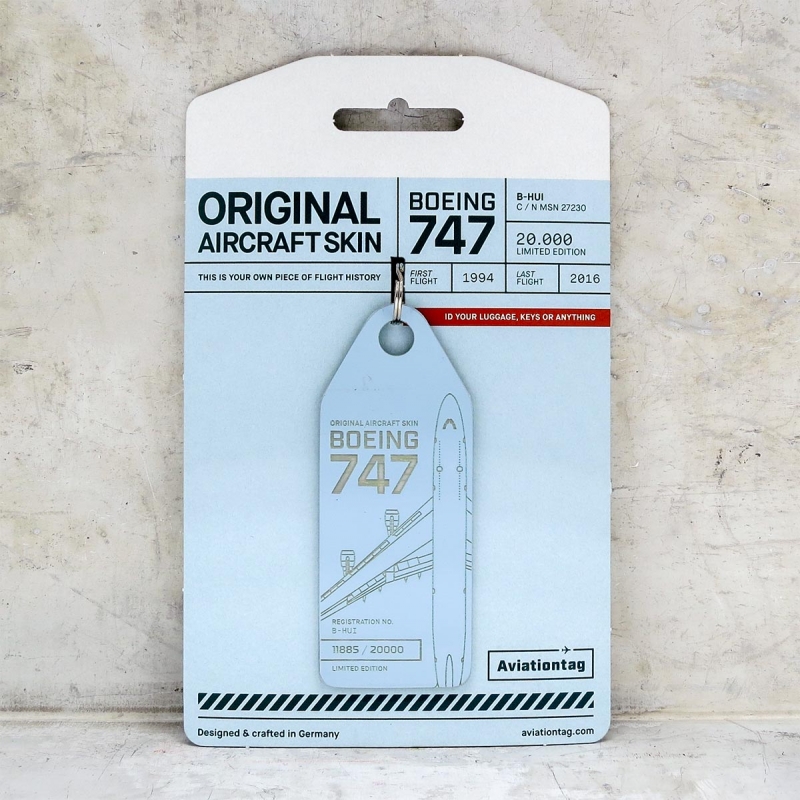 ORIGINAL
AIRCRAFT SKIN
THIS IS YOUR OWN PIECE OF FLIGHT HISTORY
BOEING
747
B-HUI
C / N MSN 27230
20.000
LIMITED EDITION
FIRST FLIGHT
1994
LAST FLIGHT
2016
ID YOUR LUGGAGE, KEYS OR ANYTHING
ORIGINAL AIRCRAFT SKIN
BOEING
747
REGISTRATION NO.
B-HUI
11885 / 20000
LIMITED EDITION
Aviationtag
Designed & crafted in Germany
aviationtag.com